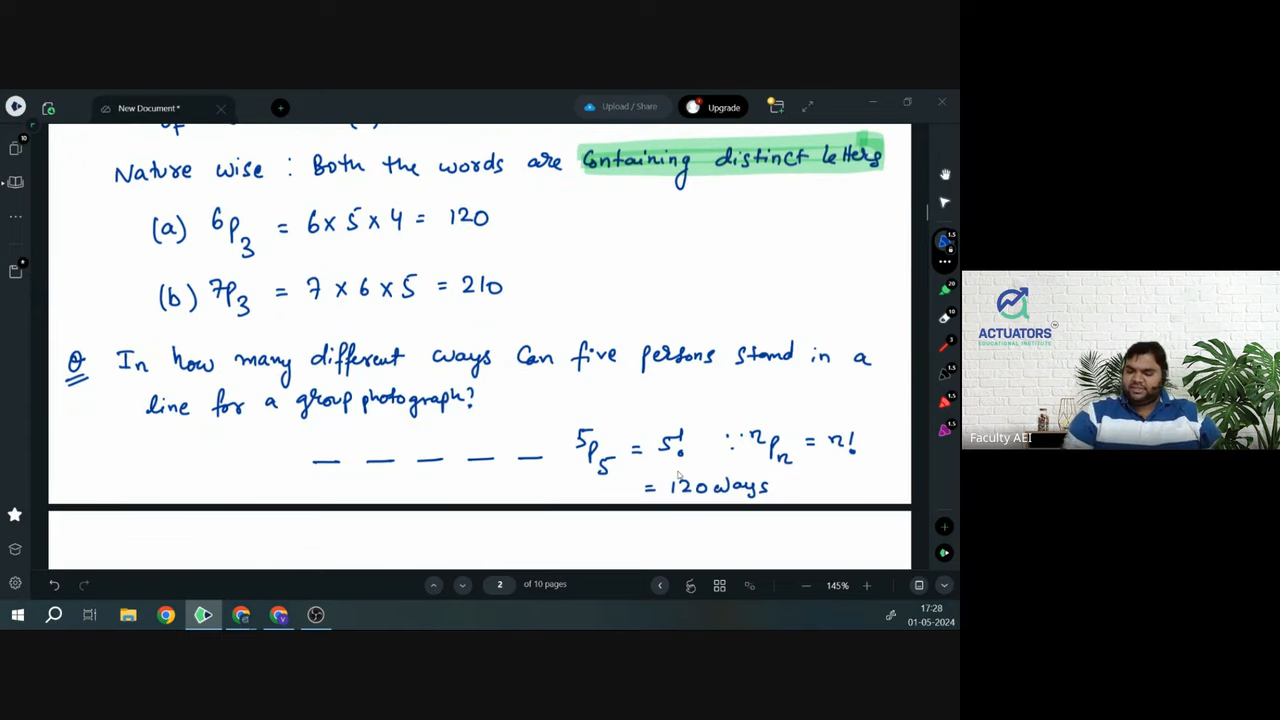 New Document*
Upload / Share
Upgrade
Nature wise : Both the words are Containing distinct letters
(a) ⁶P₃ = 6 × 5 × 4 = 120
(b) ⁷P₃ = 7 × 6 × 5 = 210
Q In how many different ways Can five persons stand in a
line for a group photograph?
— — — — — ⁵P₅ = 5! ∵ ⁿPₙ = n!
= 120 ways
ACTUATORS
EDUCATIONAL INSTITUTE
Faculty AEI
2 of 10 pages
145%
17:28
01-05-2024